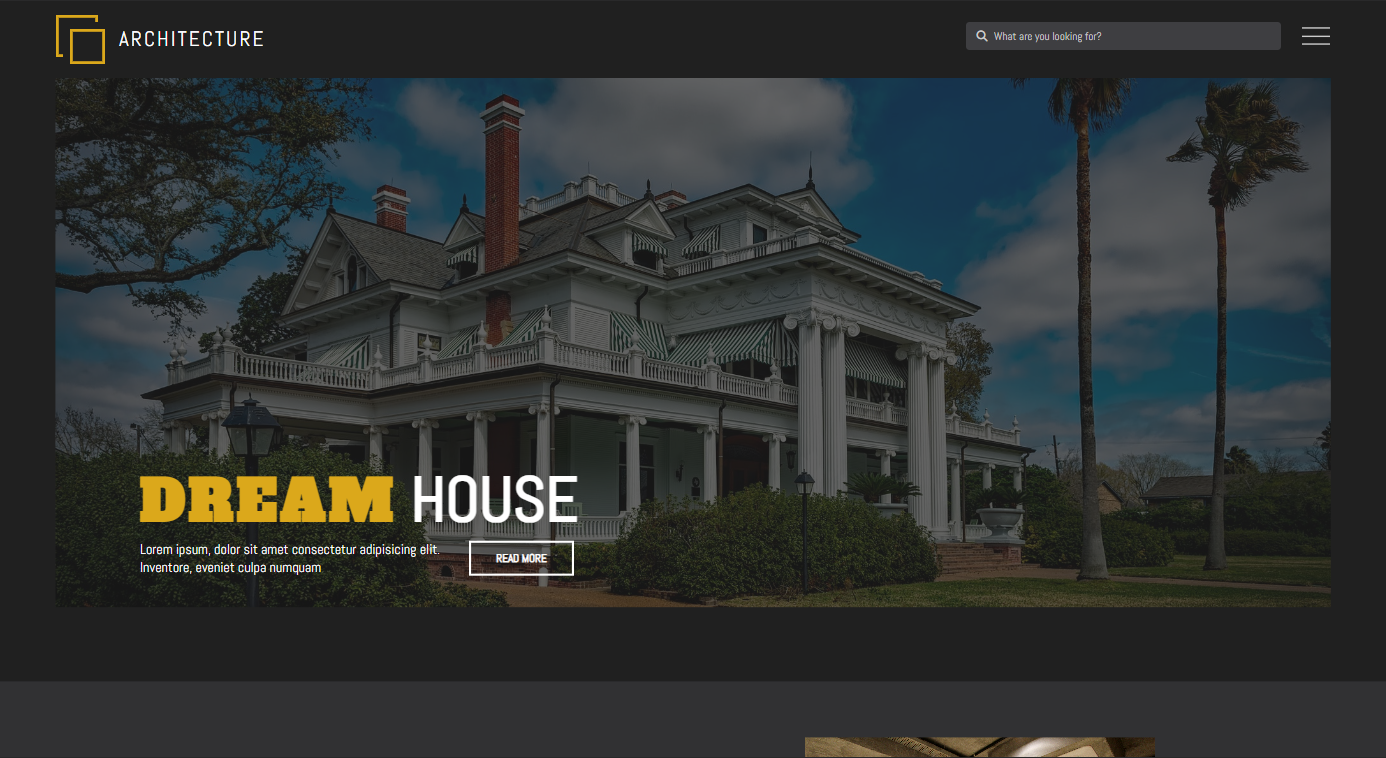 ARCHITECTURE
What are you looking for?
DREAM HOUSE
Lorem ipsum, dolor sit amet consectetur adipisicing elit.
Inventore, eveniet culpa numquam
READ MORE